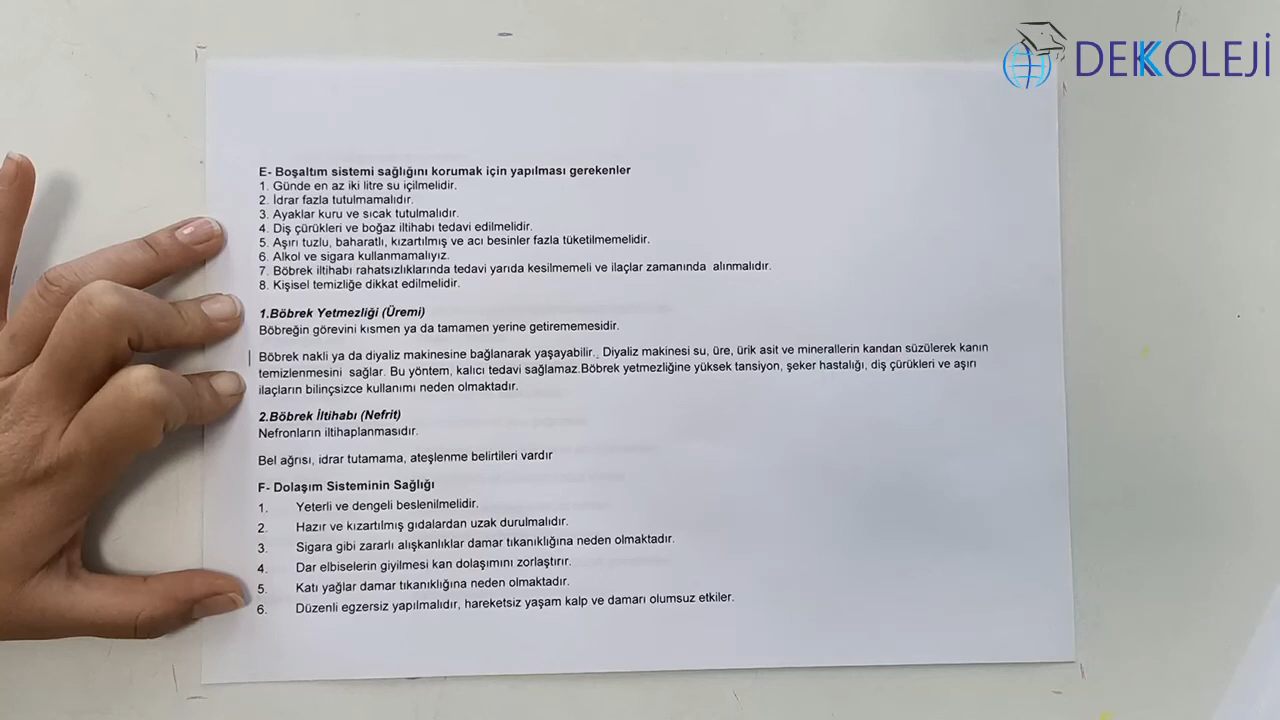 DEKKOLEJİ
E- Boşaltım sistemi sağlığını korumak için yapılması gerekenler
1. Günde en az iki litre su içilmelidir.
2. İdrar fazla tutulmamalıdır.
3. Ayaklar kuru ve sıcak tutulmalıdır.
4. Diş çürükleri ve boğaz iltihabı tedavi edilmelidir.
5. Aşırı tuzlu, baharatlı, kızartılmış ve acı besinler fazla tüketilmemelidir.
6. Alkol ve sigara kullanmamalıyız.
7. Böbrek iltihabı rahatsızlıklarında tedavi yarıda kesilmemeli ve ilaçlar zamanında alınmalıdır.
8. Kişisel temizliğe dikkat edilmelidir.
1.Böbrek Yetmezliği (Üremi)
Böbreğin görevini kısmen ya da tamamen yerine getirememesidir.
Böbrek nakli ya da diyaliz makinesine bağlanarak yaşayabilir. Diyaliz makinesi su, üre, ürik asit ve minerallerin kandan süzülerek kanın
temizlenmesini sağlar. Bu yöntem, kalıcı tedavi sağlamaz.Böbrek yetmezliğine yüksek tansiyon, şeker hastalığı, diş çürükleri ve aşırı
ilaçların bilinçsizce kullanımı neden olmaktadır.
2.Böbrek İltihabı (Nefrit)
Nefronların iltihaplanmasıdır.
Bel ağrısı, idrar tutamama, ateşlenme belirtileri vardır
F- Dolaşım Sisteminin Sağlığı
1. Yeterli ve dengeli beslenilmelidir.
2. Hazır ve kızartılmış gıdalardan uzak durulmalıdır.
3. Sigara gibi zararlı alışkanlıklar damar tıkanıklığına neden olmaktadır.
4. Dar elbiselerin giyilmesi kan dolaşımını zorlaştırır.
5. Katı yağlar damar tıkanıklığına neden olmaktadır.
6. Düzenli egzersiz yapılmalıdır, hareketsiz yaşam kalp ve damarı olumsuz etkiler.